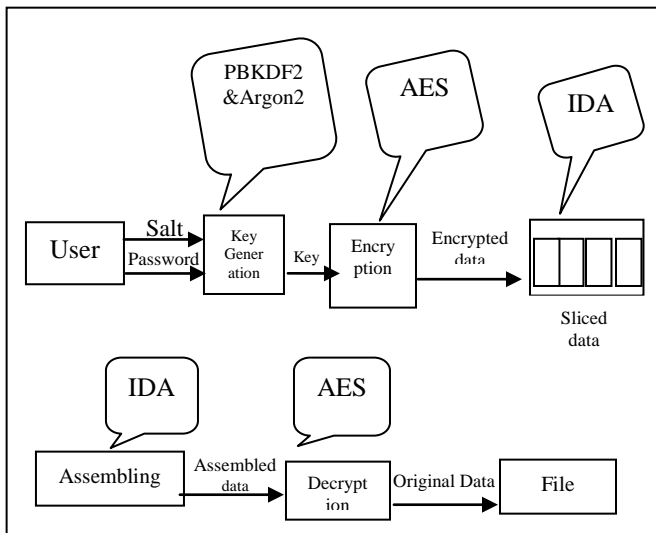 PBKDF2
&Argon2
AES
IDA
User
Salt
Password
Key
Gener
ation
Key
Encry
ption
Encrypted
data
Sliced
data
IDA
AES
Assembling
Assembled
data
Decrypt
ion
Original Data
File